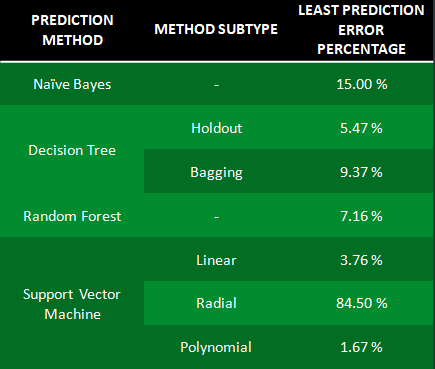 PREDICTION METHOD METHOD SUBTYPE LEAST PREDICTION ERROR PERCENTAGE
Naïve Bayes - 15.00 %
Decision Tree Holdout 5.47 %
Bagging 9.37 %
Random Forest - 7.16 %
Support Vector Machine Linear 3.76 %
Radial 84.50 %
Polynomial 1.67 %